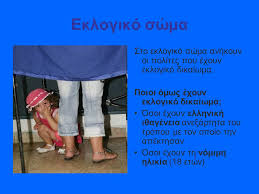 Εκλογικό σώμα
Στο εκλογικό σώμα ανήκουν
οι πολίτες που έχουν
εκλογικό δικαίωμα.
Ποιοι όμως έχουν
εκλογικό δικαίωμα;
• Όσοι έχουν ελληνική
ιθαγένεια ανεξάρτητα του
τρόπου με τον οποίο την
απέκτησαν
• Όσοι έχουν τη νόμιμη
ηλικία (18 ετών)